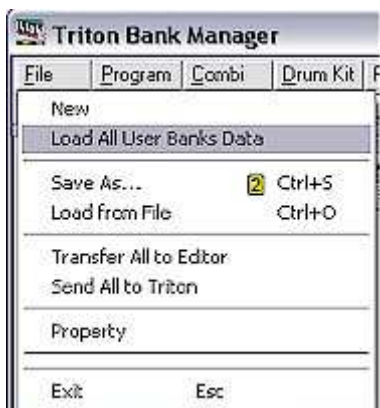 Triton Bank Manager
File Program Combi Drum Kit
New
Load All User Banks Data
Save As... 2 Ctrl+S
Load from File Ctrl+O
Transfer All to Editor
Send All to Triton
Property
Exit Esc